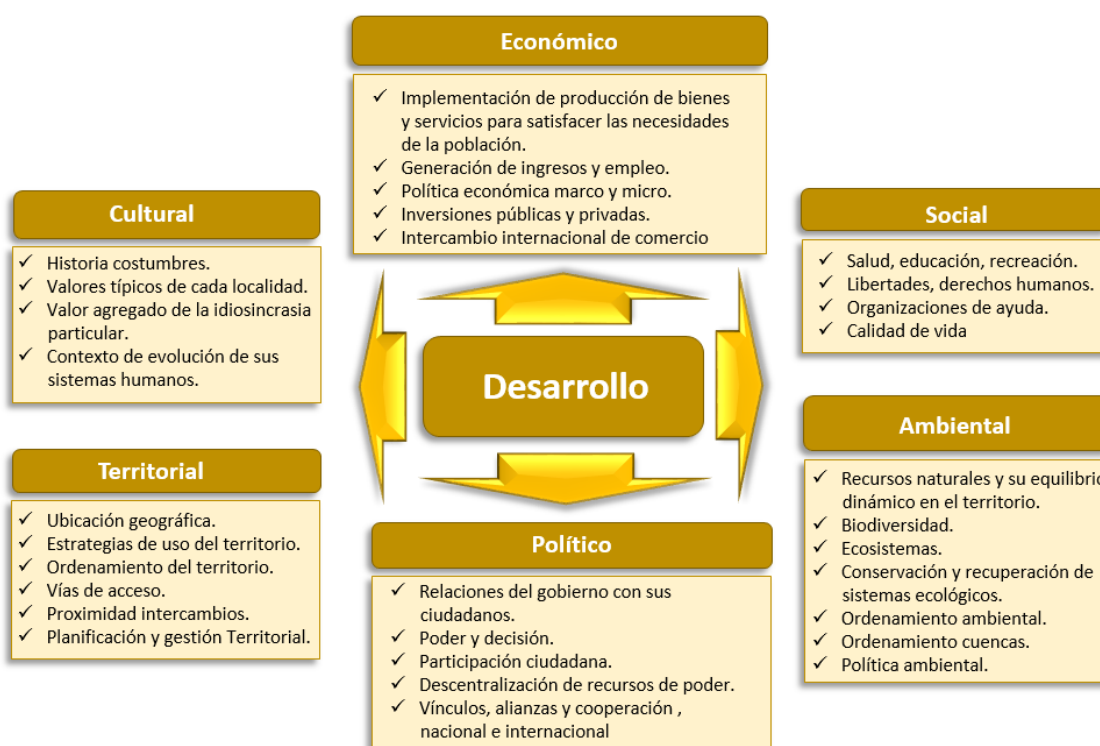 Económico
✓ Implementación de producción de bienes
y servicios para satisfacer las necesidades
de la población.
✓ Generación de ingresos y empleo.
✓ Política económica marco y micro.
✓ Inversiones públicas y privadas.
✓ Intercambio internacional de comercio
Cultural
✓ Historia costumbres.
✓ Valores típicos de cada localidad.
✓ Valor agregado de la idiosincrasia
particular.
✓ Contexto de evolución de sus
sistemas humanos.
Social
✓ Salud, educación, recreación.
✓ Libertades, derechos humanos.
✓ Organizaciones de ayuda.
✓ Calidad de vida
Desarrollo
Territorial
✓ Ubicación geográfica.
✓ Estrategias de uso del territorio.
✓ Ordenamiento del territorio.
✓ Vías de acceso.
✓ Proximidad intercambios.
✓ Planificación y gestión Territorial.
Político
✓ Relaciones del gobierno con sus
ciudadanos.
✓ Poder y decisión.
✓ Participación ciudadana.
✓ Descentralización de recursos de poder.
✓ Vínculos, alianzas y cooperación ,
nacional e internacional
Ambiental
✓ Recursos naturales y su equilibrio
dinámico en el territorio.
✓ Biodiversidad.
✓ Ecosistemas.
✓ Conservación y recuperación de
sistemas ecológicos.
✓ Ordenamiento ambiental.
✓ Ordenamiento cuencas.
✓ Política ambiental.